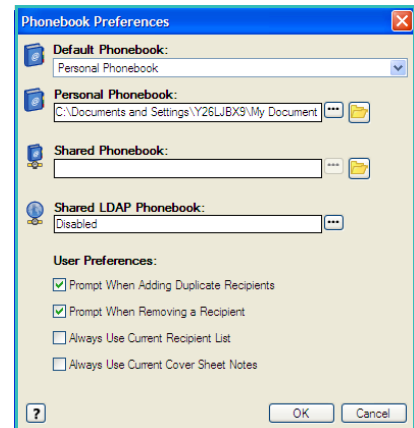 Phonebook Preferences
Default Phonebook:
Personal Phonebook
Personal Phonebook:
C:\Documents and Settings\Y26LJBX9\My Document
Shared Phonebook:
Shared LDAP Phonebook:
Disabled
User Preferences:
Prompt When Adding Duplicate Recipients
Prompt When Removing a Recipient
Always Use Current Recipient List
Always Use Current Cover Sheet Notes
? OK Cancel